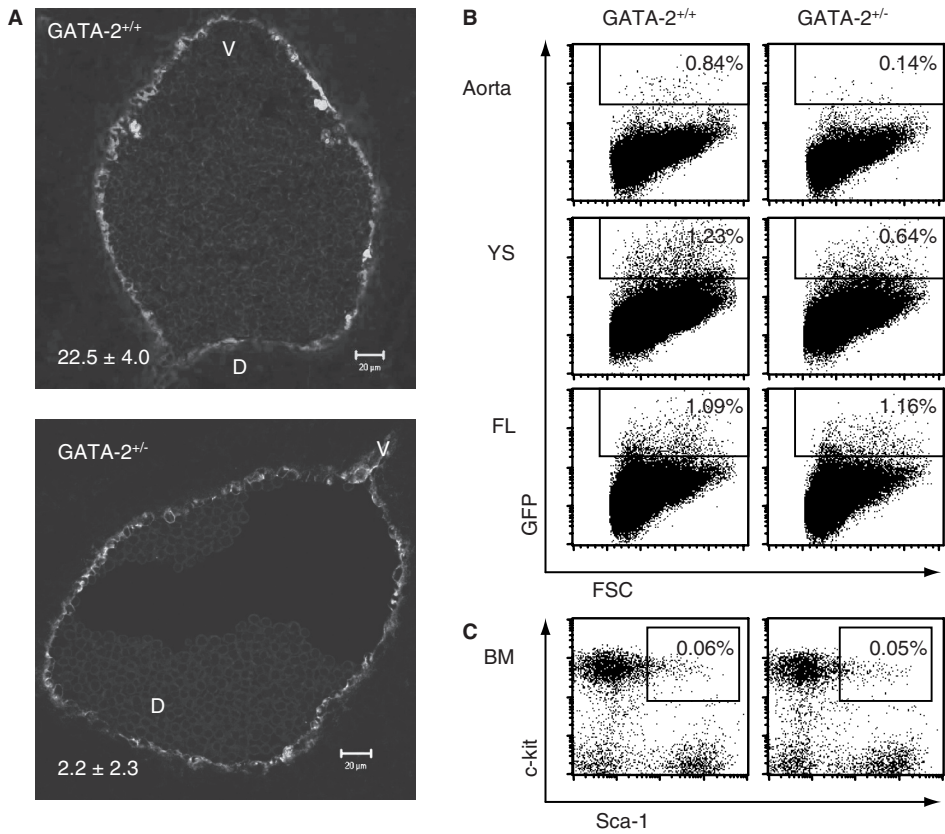 A
GATA-2+/+
V
22.5 ± 4.0
D
20 µm
GATA-2+/-
V
D
2.2 ± 2.3
20 µm
B
GATA-2+/+
GATA-2+/-
Aorta
0.84%
0.14%
YS
1.23%
0.64%
FL
1.09%
1.16%
GFP
FSC
C
BM
0.06%
0.05%
c-kit
Sca-1